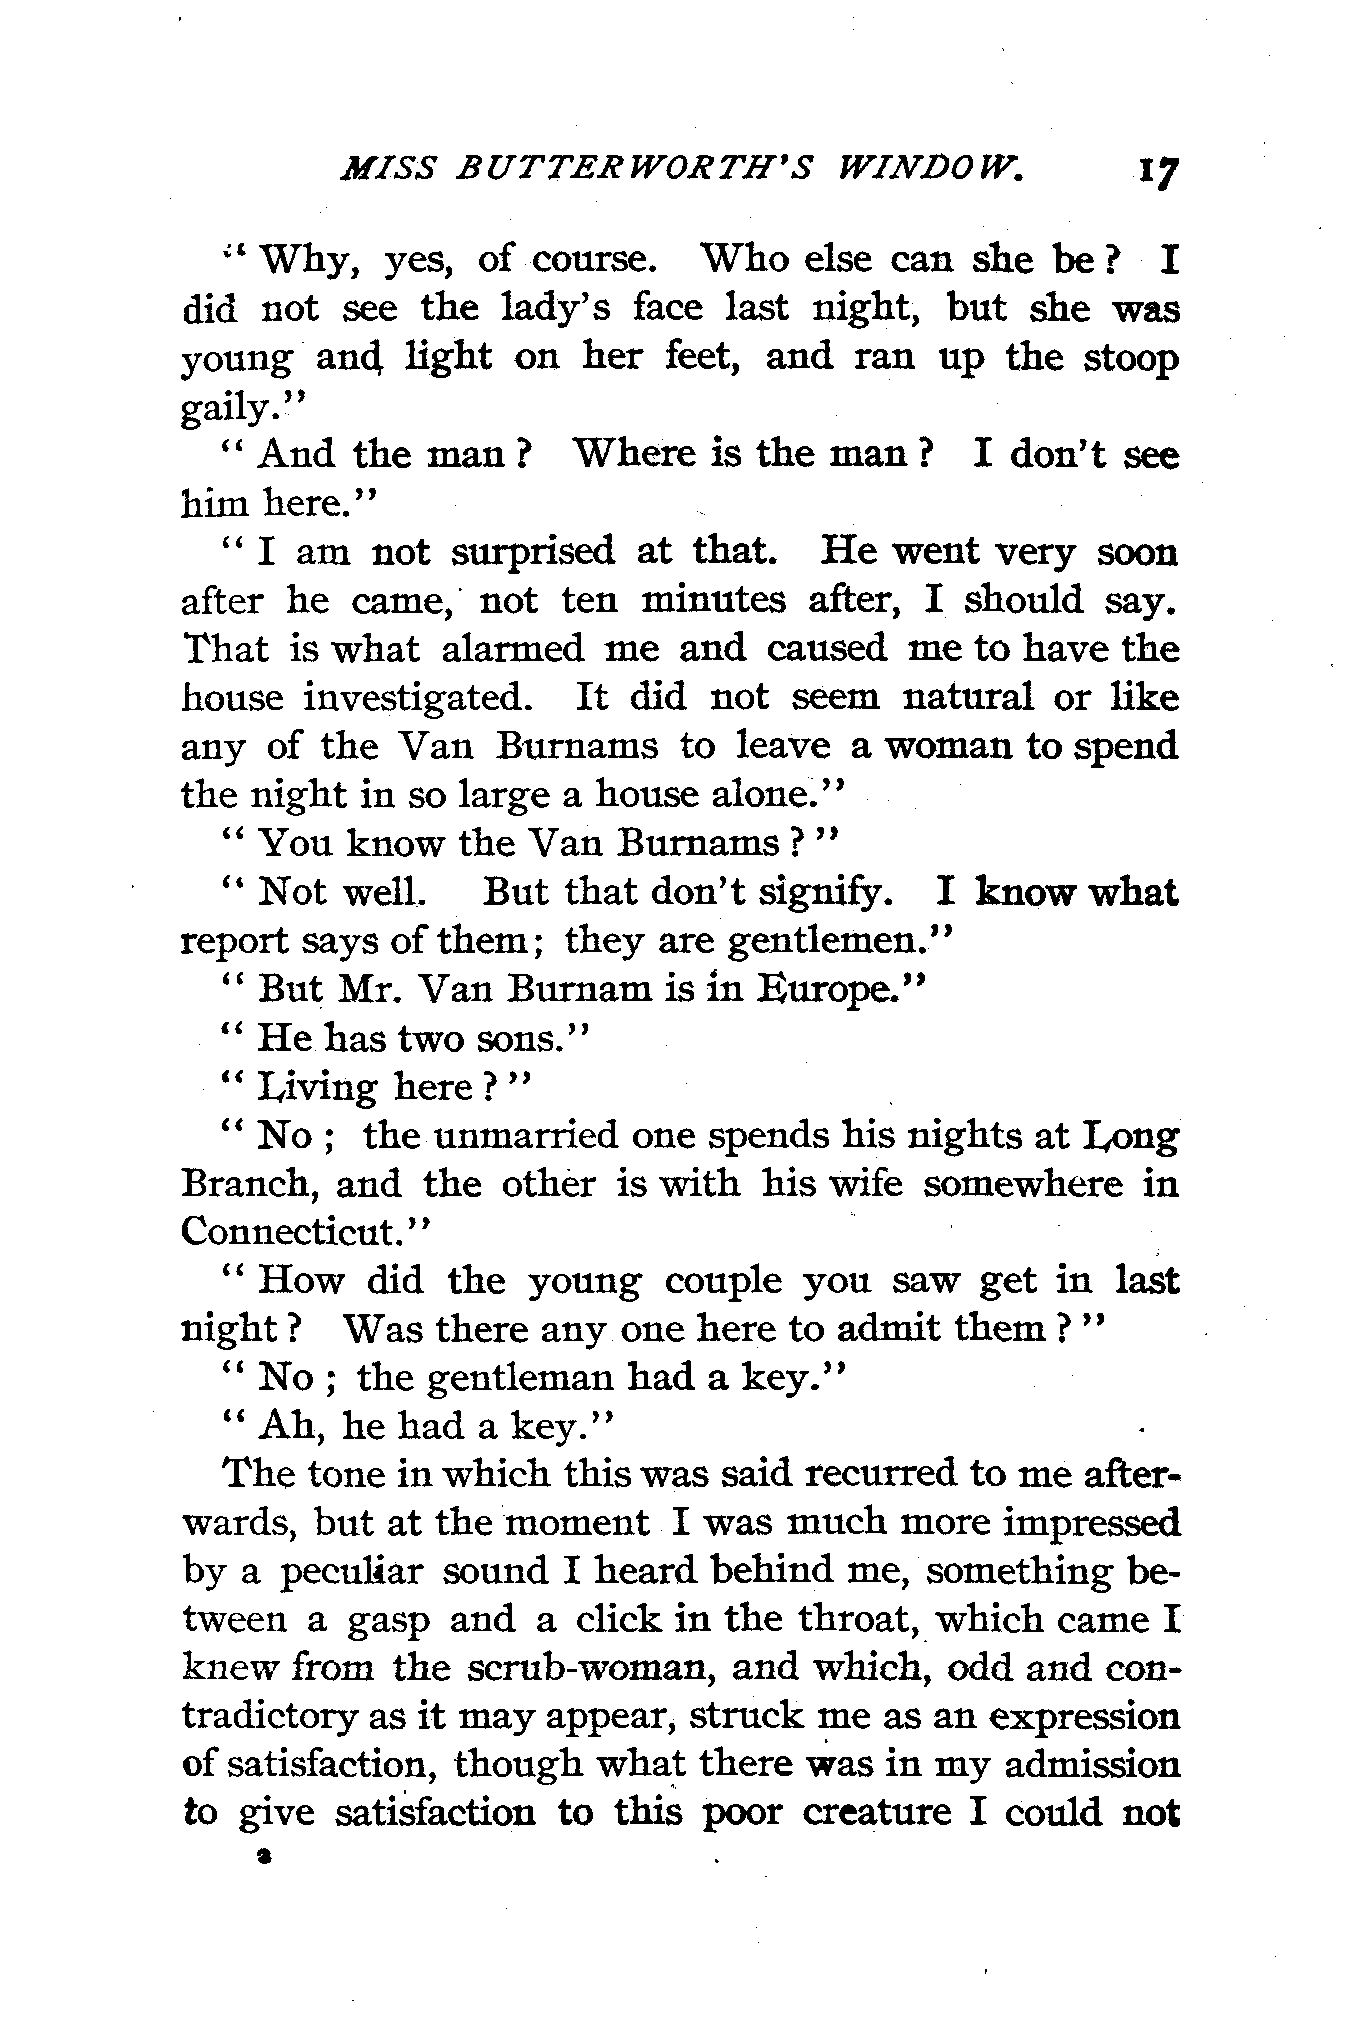 MISS BUTTERWORTH'S WINDOW. 17
" Why, yes, of course. Who else can she be ? I
did not see the lady's face last night, but she was
young and light on her feet, and ran up the stoop
gaily."
" And the man ? Where is the man ? I don't see
him here."
" I am not surprised at that. He went very soon
after he came, not ten minutes after, I should say.
That is what alarmed me and caused me to have the
house investigated. It did not seem natural or like
any of the Van Burnams to leave a woman to spend
the night in so large a house alone."
" You know the Van Burnams ? "
" Not well. But that don't signify. I know what
report says of them ; they are gentlemen."
" But Mr. Van Burnam is in Europe."
" He has two sons."
" Living here ? "
" No ; the unmarried one spends his nights at Long
Branch, and the other is with his wife somewhere in
Connecticut."
" How did the young couple you saw get in last
night ? Was there any one here to admit them ? "
" No ; the gentleman had a key."
" Ah, he had a key."
The tone in which this was said recurred to me after-
wards, but at the moment I was much more impressed
by a peculiar sound I heard behind me, something be-
tween a gasp and a click in the throat, which came I
knew from the scrub-woman, and which, odd and con-
tradictory as it may appear, struck me as an expression
of satisfaction, though what there was in my admission
to give satisfaction to this poor creature I could not
2